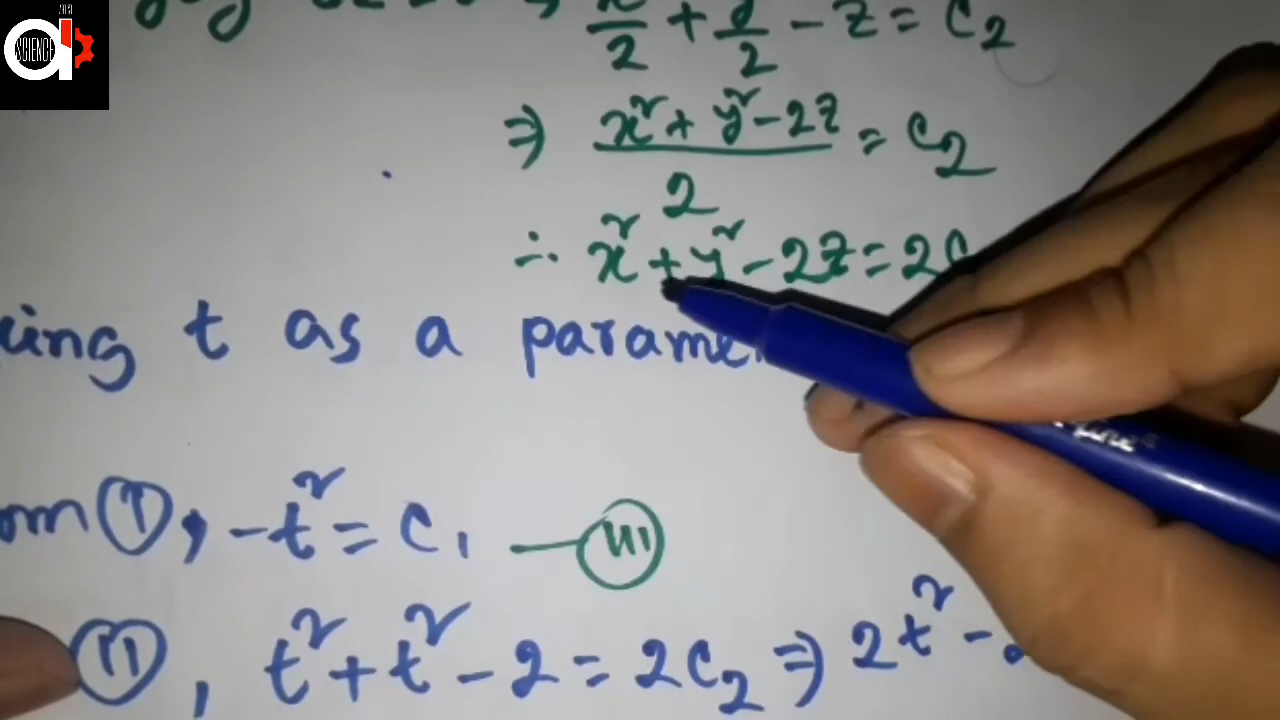 SCIENCE
x²/2 + y²/2 - z = c₂
⇒ (x² + y² - 2z)/2 = c₂
∴ x² + y² - 2z = 2c
t as a
(I), -t² = c₁ — (III)
(II), t² + t² - 2 = 2c₂ ⇒ 2t² -